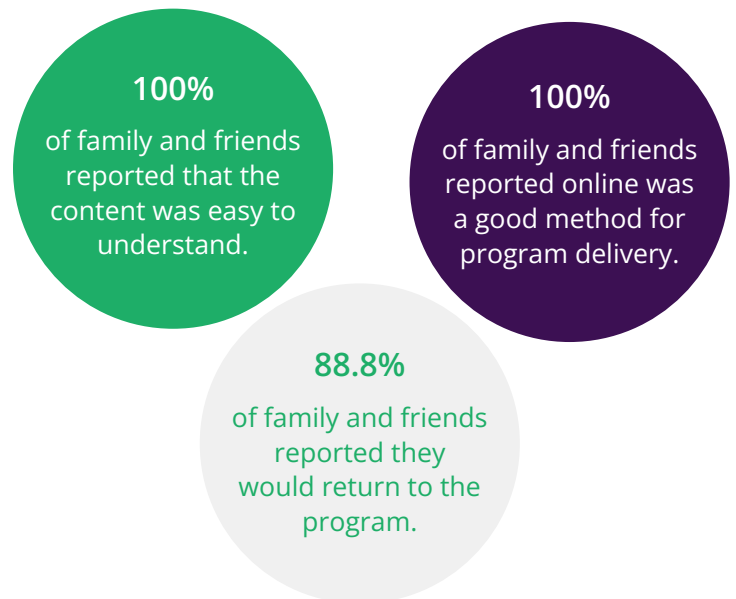 100%
of family and friends
reported that the
content was easy to
understand.
100%
of family and friends
reported online was
a good method for
program delivery.
88.8%
of family and friends
reported they
would return to the
program.